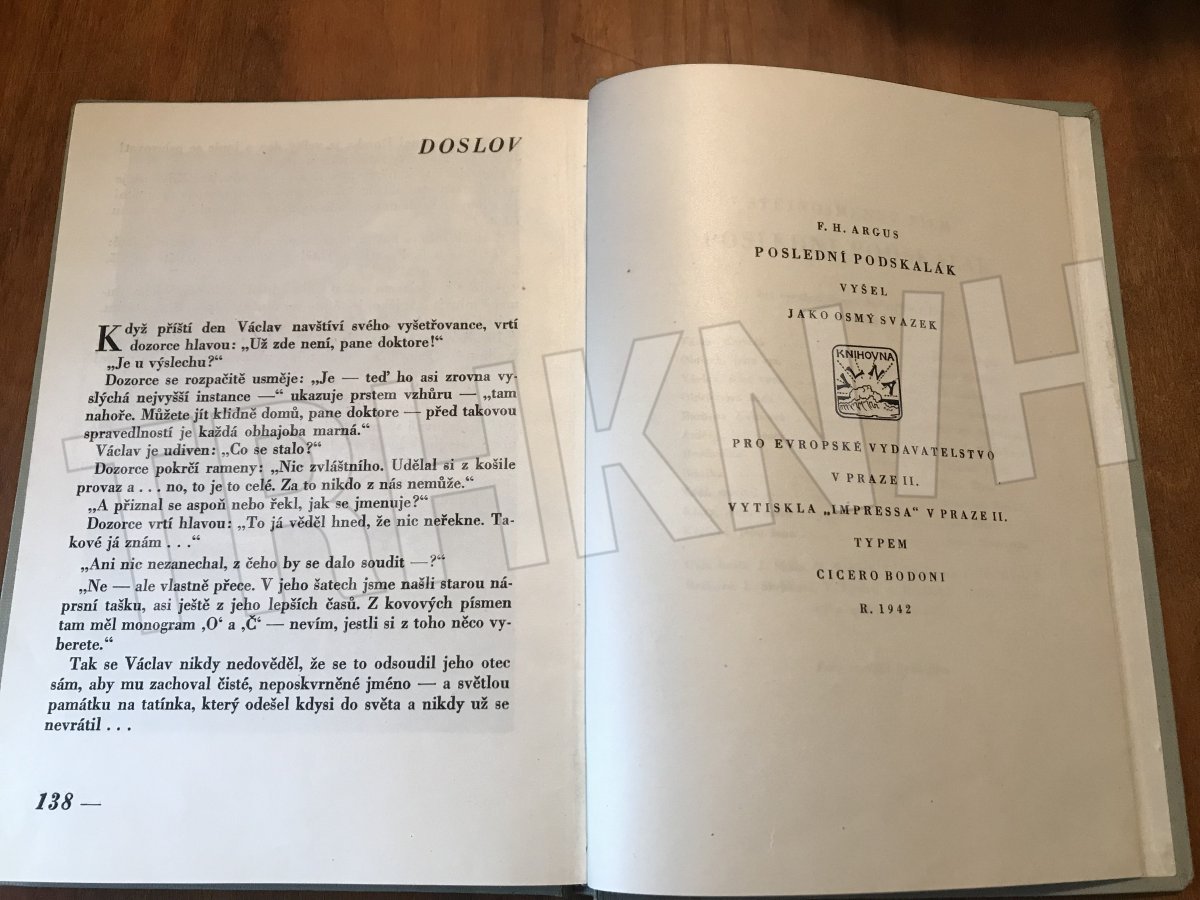 DOSLOV
Když příští den Václav navštíví svého vyšetřovance, vrtí
dozorce hlavou: „Už zde není, pane doktore!“
„Je u výslechu?“
Dozorce se rozpačitě usměje: „Je — teď ho asi zrovna vy-
slýchá nejvyšší instance —“ ukazuje prstem vzhůru — „tam
nahoře. Můžete jít klidně domů, pane doktore — před takovou
spravedlností je každá obhajoba marná.“
Václav je udiven: „Co se stalo?“
Dozorce pokrčí rameny: „Nic zvláštního. Udělal si z košile
provaz a . . . no, to je to celé. Za to nikdo z nás nemůže.“
„A přiznal se aspoň nebo řekl, jak se jmenuje?“
Dozorce vrtí hlavou: „To já věděl hned, že nic neřekne. Ta-
kové já znám . . .“
„Ani nic nezanechal, z čeho by se dalo soudit —?“
„Ne — ale vlastně přece. V jeho šatech jsme našli starou ná-
prsní tašku, asi ještě z jeho lepších časů. Z kovových písmen
tam měl monogram ‚O‘ a ‚Č‘ — nevím, jestli si z toho něco vy-
berete.“
Tak se Václav nikdy nedověděl, že se to odsoudil jeho otec
sám, aby mu zachoval čisté, neposkvrněné jméno — a světlou
památku na tatínka, který odešel kdysi do světa a nikdy už se
nevrátil . . .
138 —
F. H. ARGUS
POSLEDNÍ PODSKALÁK
VYŠEL
JAKO OSMÝ SVAZEK
KNIHOVNA
VLNA
PRO EVROPSKÉ VYDAVATELSTVO
V PRAZE II.
VYTISKLA „IMPRESSA“ V PRAZE II.
TYPEM
CICERO BODONI
R. 1942
TRHKNIH